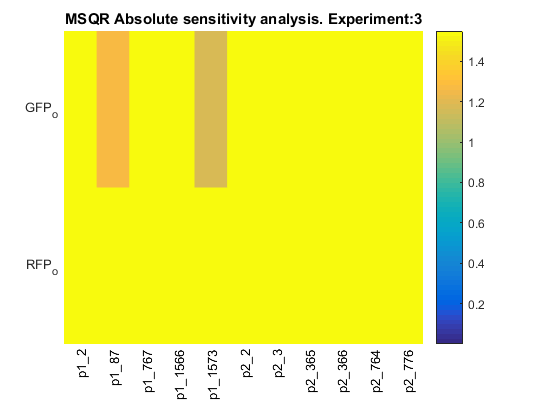 MSQR Absolute sensitivity analysis. Experiment:3
GFPo
RFPo
1.4
1.2
1
0.8
0.6
0.4
0.2
p1_2
p1_87
p1_767
p1_1566
p1_1573
p2_2
p2_3
p2_365
p2_366
p2_764
p2_776